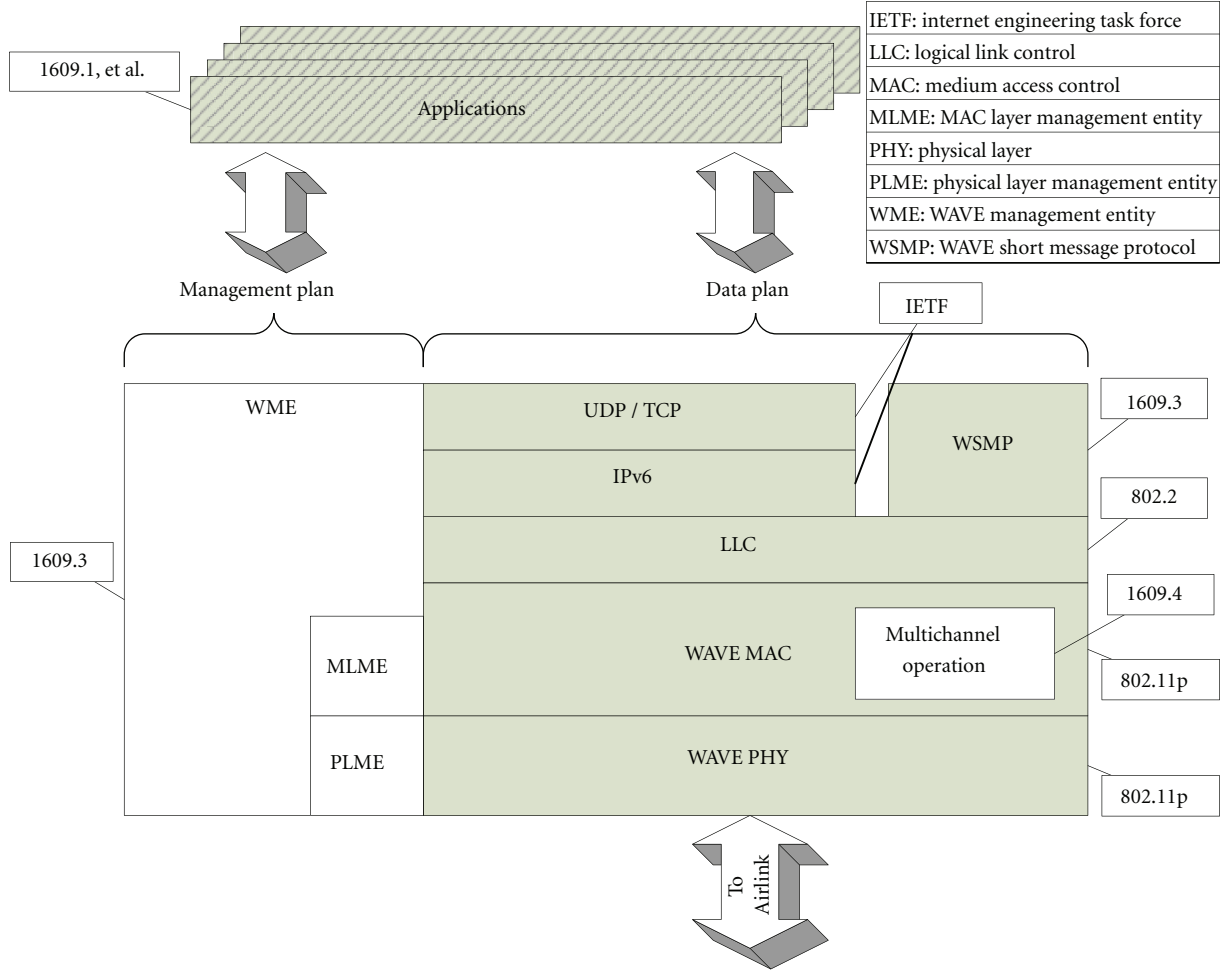 IETF: internet engineering task force
LLC: logical link control
MAC: medium access control
MLME: MAC layer management entity
PHY: physical layer
PLME: physical layer management entity
WME: WAVE management entity
WSMP: WAVE short message protocol
1609.1, et al.
Applications
Management plan
Data plan
IETF
WME
UDP / TCP
IPv6
WSMP
1609.3
802.2
LLC
1609.3
1609.4
Multichannel
operation
WAVE MAC
MLME
802.11p
PLME
WAVE PHY
802.11p
To
Airlink